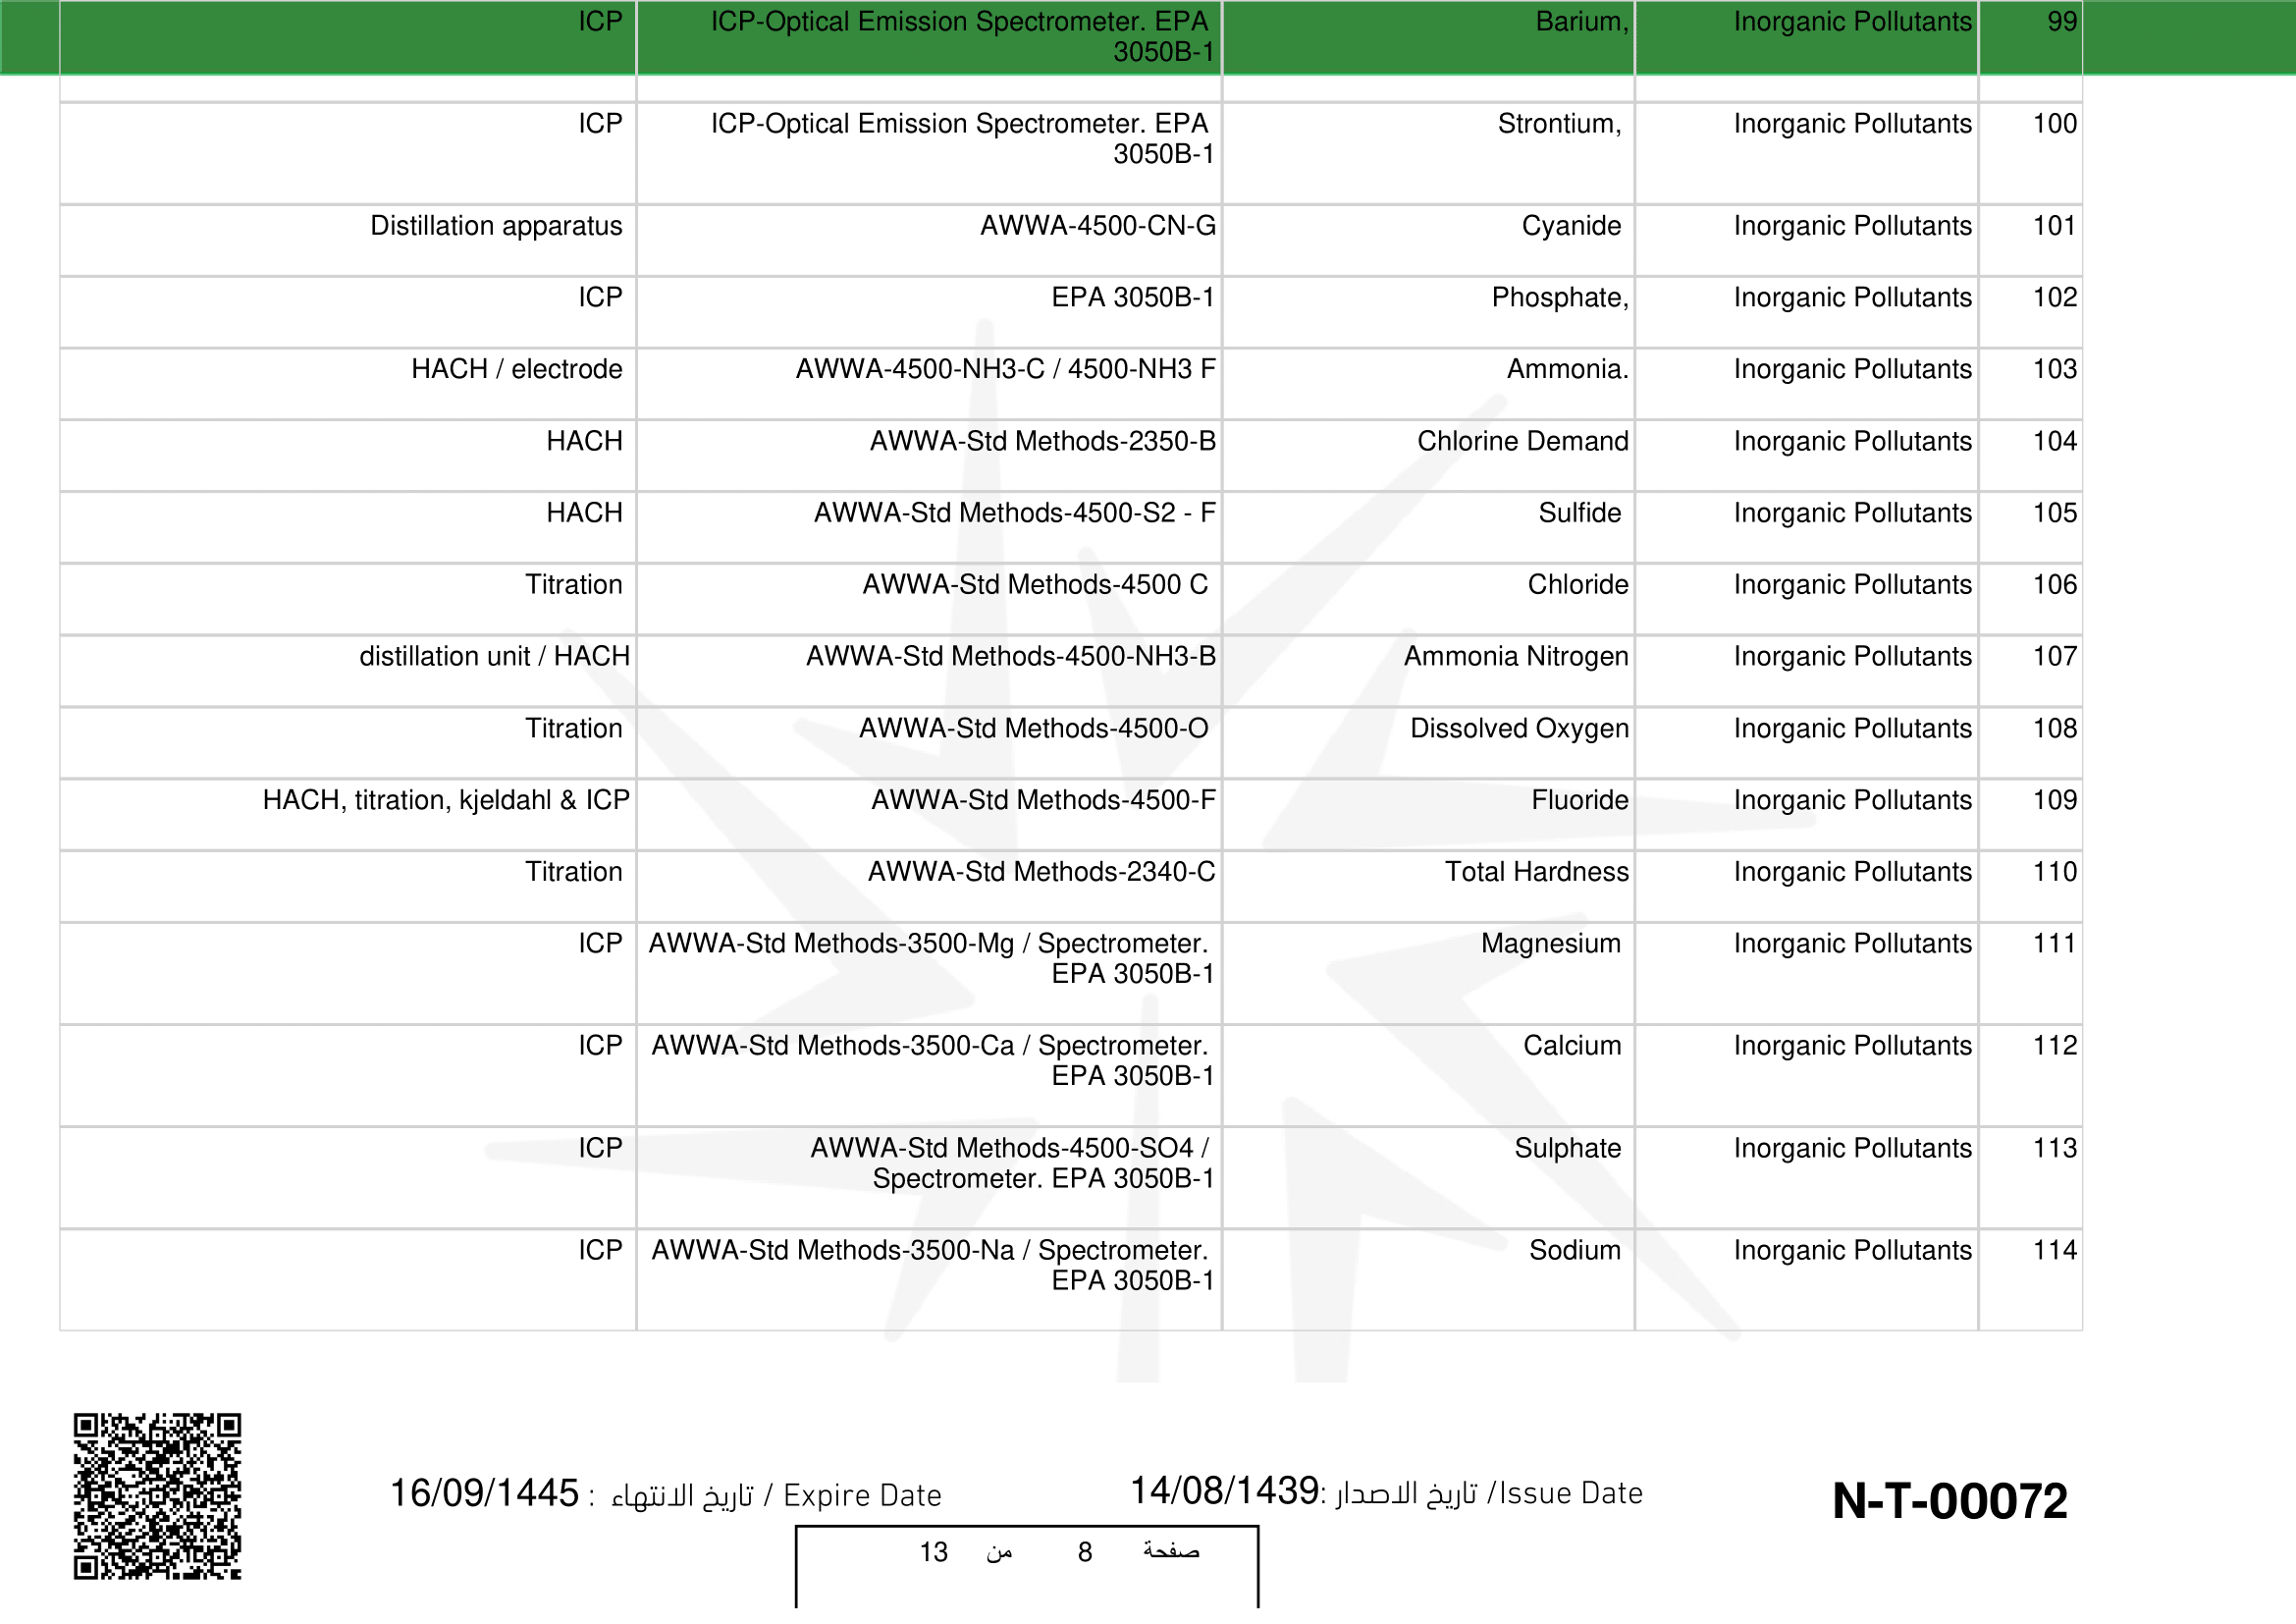 99 Inorganic Pollutants Barium, ICP-Optical Emission Spectrometer. EPA ICP
3050B-1
100 Inorganic Pollutants Strontium, ICP-Optical Emission Spectrometer. EPA ICP
3050B-1
101 Inorganic Pollutants Cyanide AWWA-4500-CN-G Distillation apparatus
102 Inorganic Pollutants Phosphate, EPA 3050B-1 ICP
103 Inorganic Pollutants Ammonia. AWWA-4500-NH3-C / 4500-NH3 F HACH / electrode
104 Inorganic Pollutants Chlorine Demand AWWA-Std Methods-2350-B HACH
105 Inorganic Pollutants Sulfide AWWA-Std Methods-4500-S2 - F HACH
106 Inorganic Pollutants Chloride AWWA-Std Methods-4500 C Titration
107 Inorganic Pollutants Ammonia Nitrogen AWWA-Std Methods-4500-NH3-B distillation unit / HACH
108 Inorganic Pollutants Dissolved Oxygen AWWA-Std Methods-4500-O Titration
109 Inorganic Pollutants Fluoride AWWA-Std Methods-4500-F HACH, titration, kjeldahl & ICP
110 Inorganic Pollutants Total Hardness AWWA-Std Methods-2340-C Titration
111 Inorganic Pollutants Magnesium AWWA-Std Methods-3500-Mg / Spectrometer. ICP
EPA 3050B-1
112 Inorganic Pollutants Calcium AWWA-Std Methods-3500-Ca / Spectrometer. ICP
EPA 3050B-1
113 Inorganic Pollutants Sulphate AWWA-Std Methods-4500-SO4 / ICP
Spectrometer. EPA 3050B-1
114 Inorganic Pollutants Sodium AWWA-Std Methods-3500-Na / Spectrometer. ICP
EPA 3050B-1
N-T-00072
Issue Date/ تاريخ الاصدار :14/08/1439
Expire Date / تاريخ الانتهاء : 16/09/1445
صفحة 8 من 13